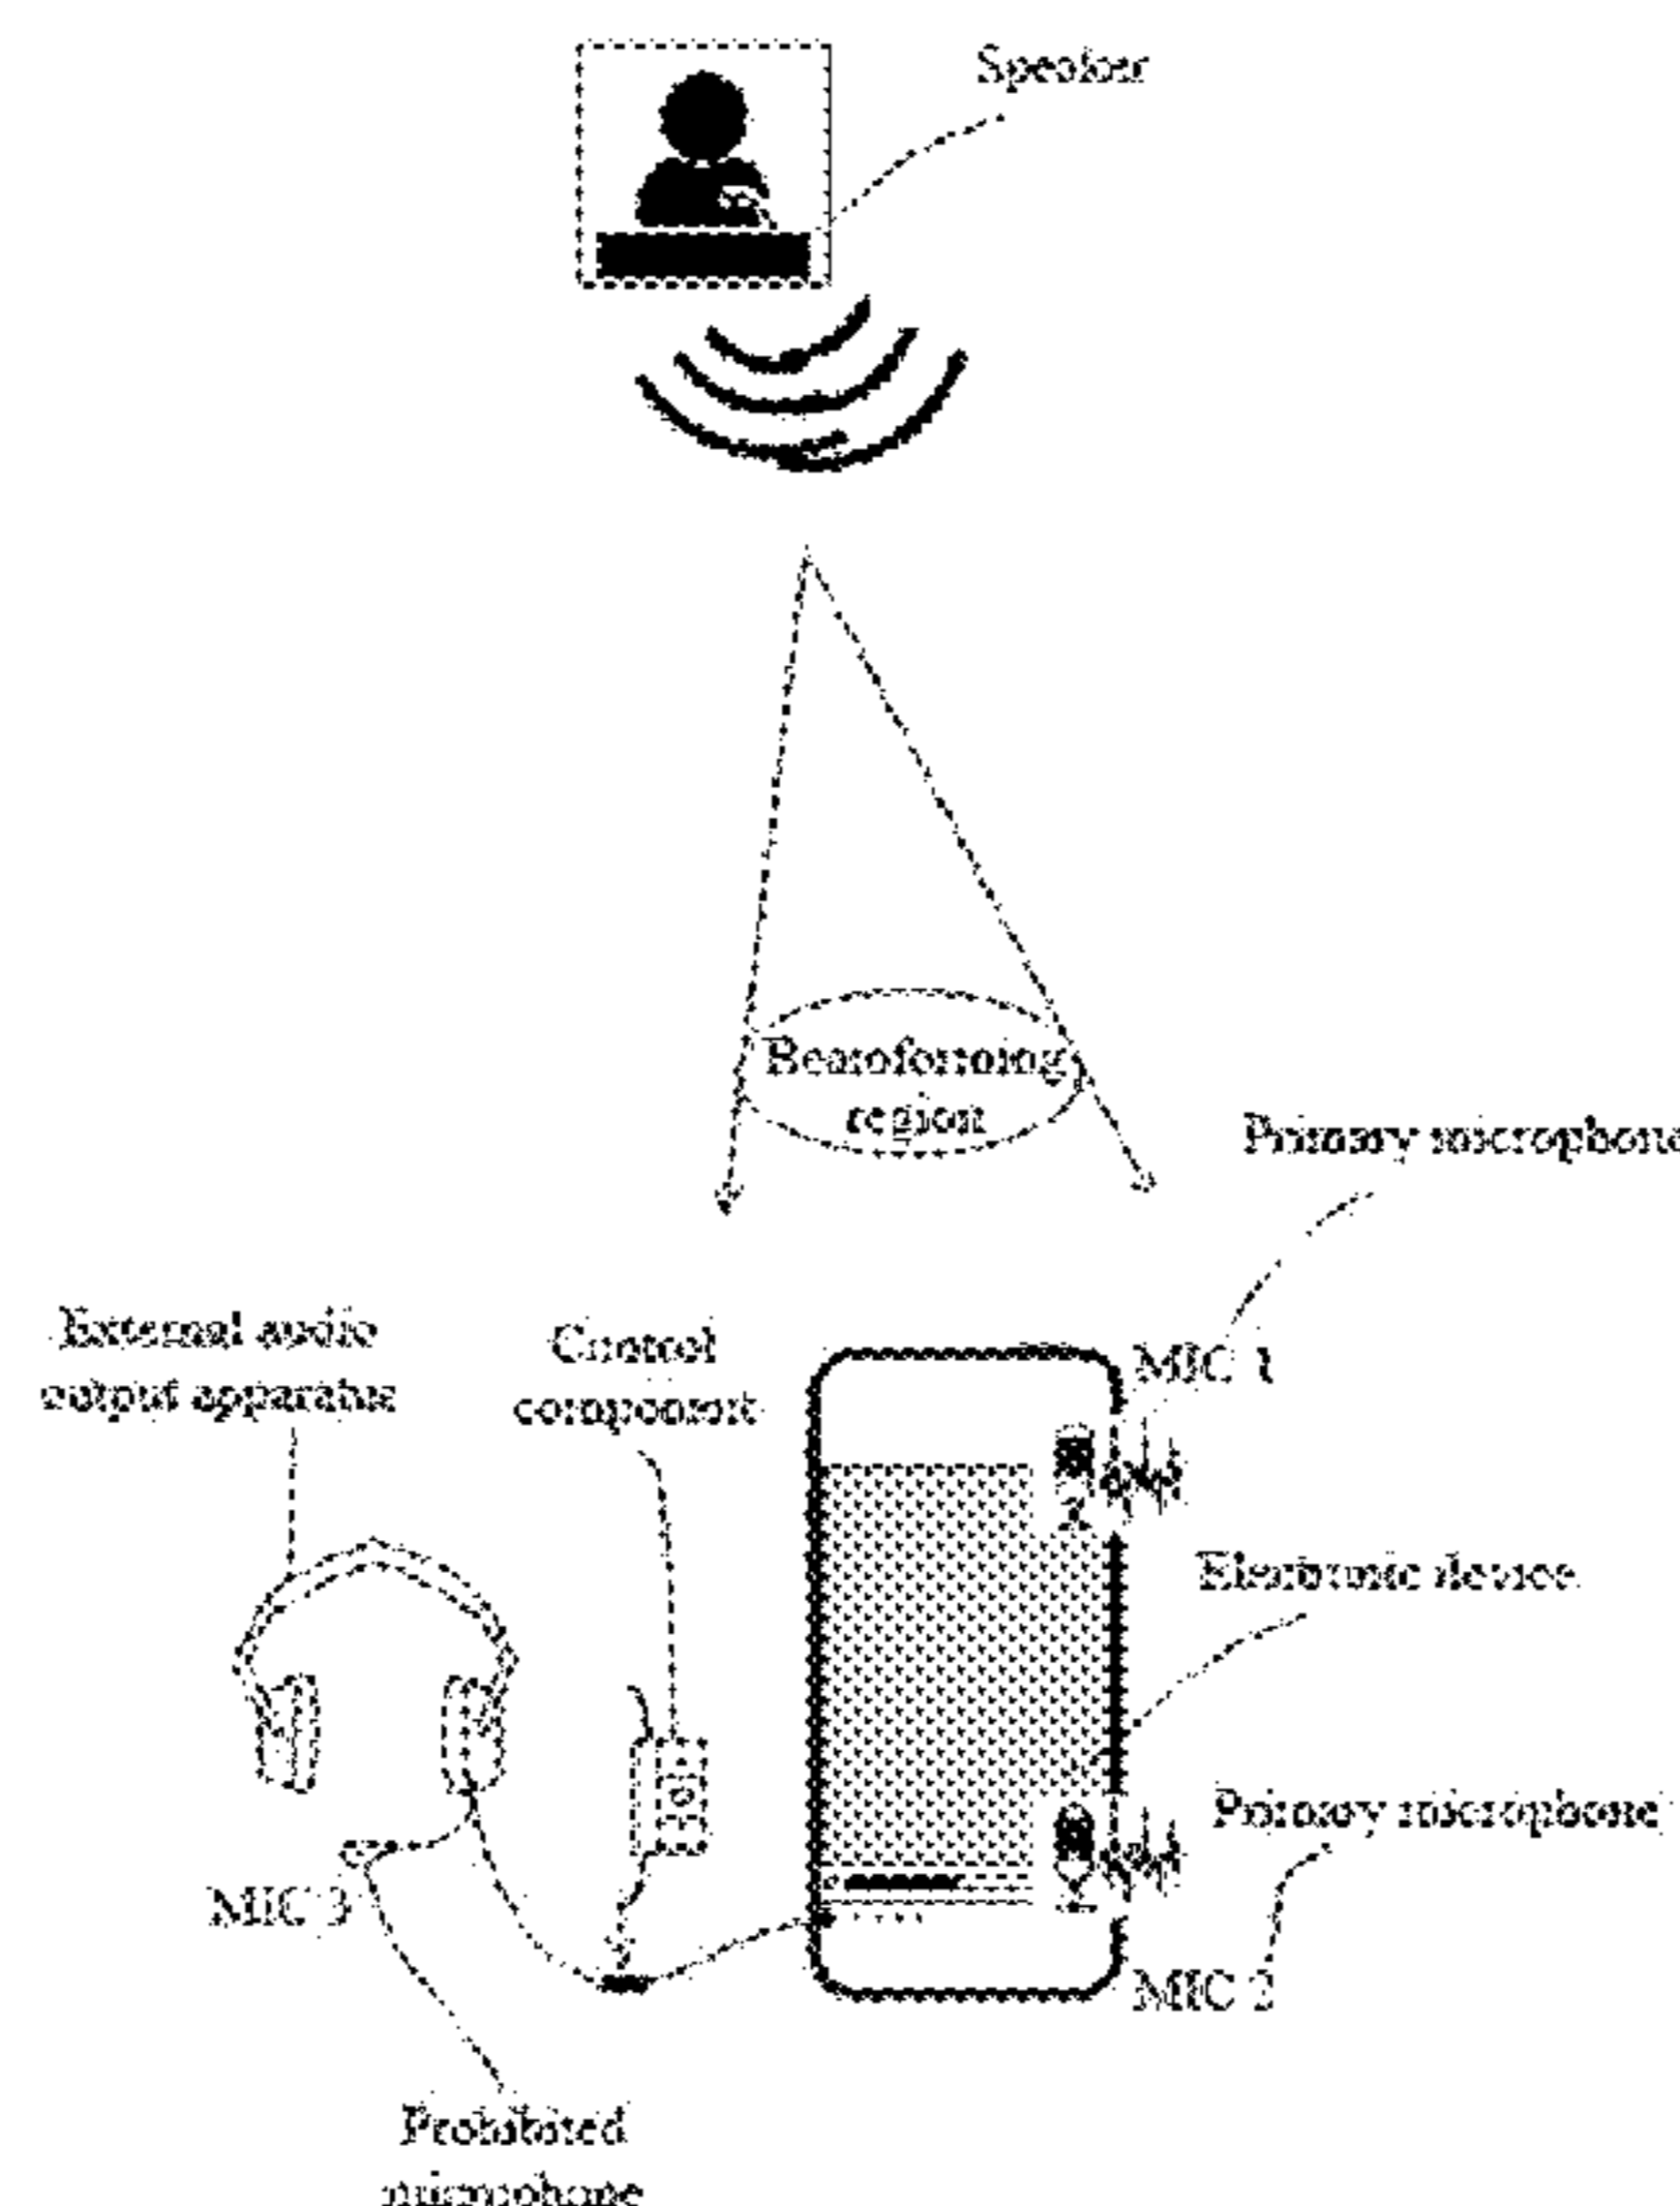 Speaker
Beamforming
region
Primary microphone
External audio
output apparatus
Control
component
MIC 1
Electronic device
Primary microphone
MIC 3
MIC 2
Prohibited
microphone